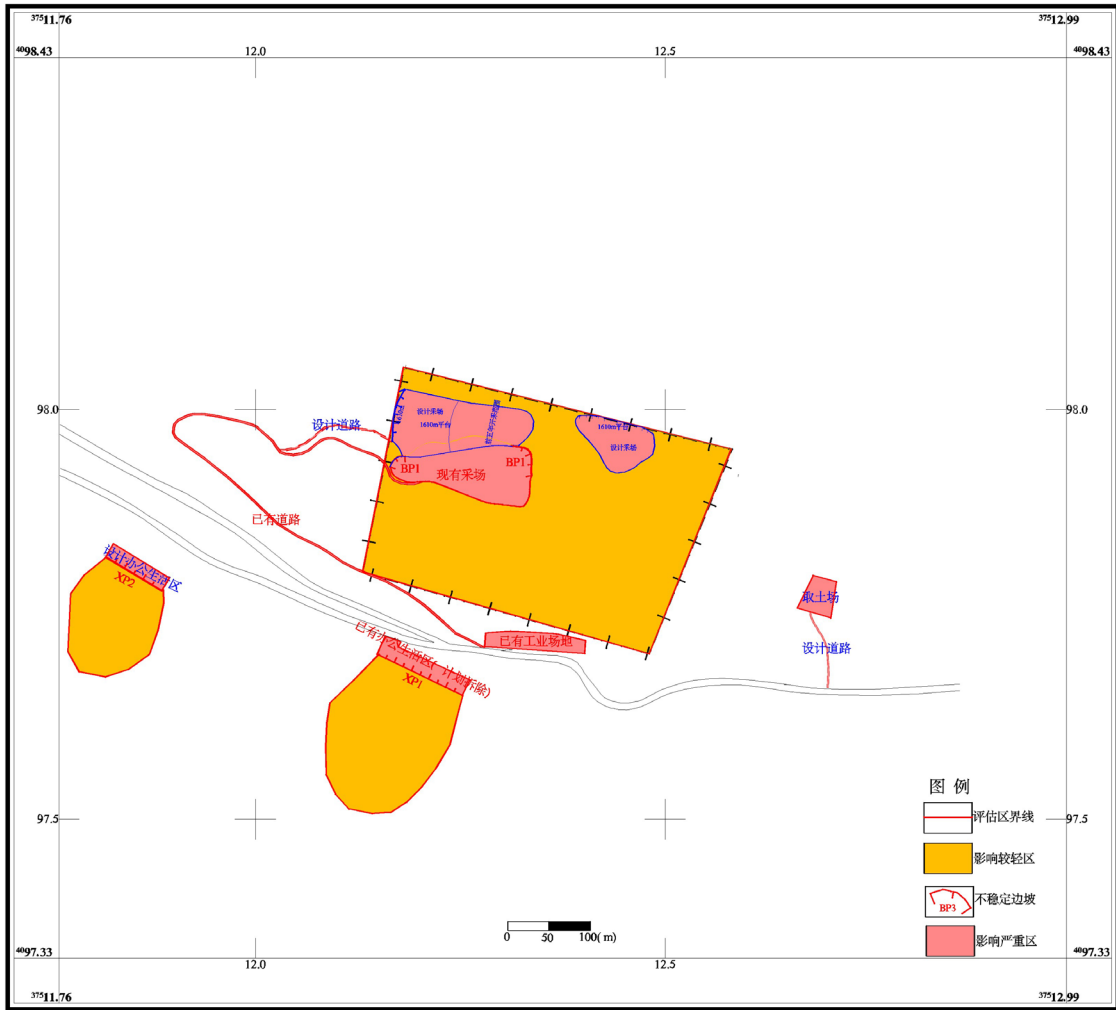 37511.76
37512.99
4098.43
12.0
12.5
4098.43
98.0
98.0
设计道路
1630m
设计采场
1610m平台
1610m平台
设计采场
BP1
BP1
现有采场
已有道路
设计办公生活区
XP2
取土场
已有工业场地
设计道路
已有办公生活区(计划拆除)
XP1
图 例
97.5
97.5
评估区界线
影响较轻区
不稳定边坡
BP3
影响严重区
0 50 100( m)
4097.33
12.0
12.5
4097.33
37511.76
37512.99